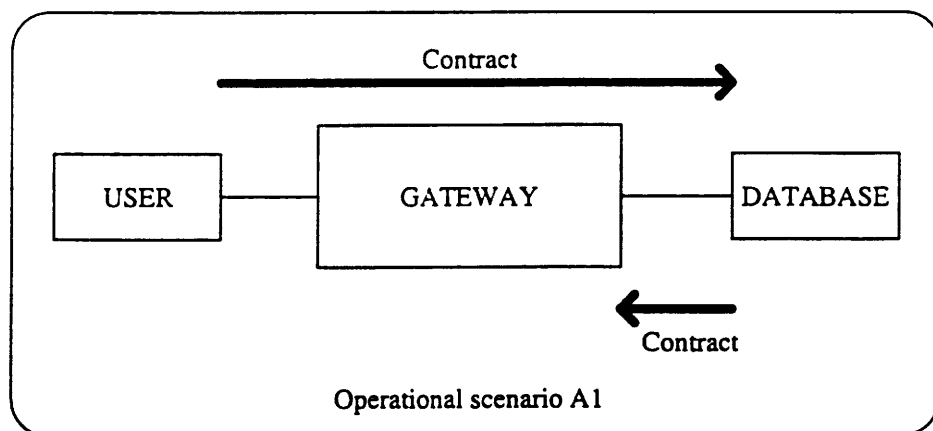 Contract
USER
GATEWAY
DATABASE
Contract
Operational scenario A1